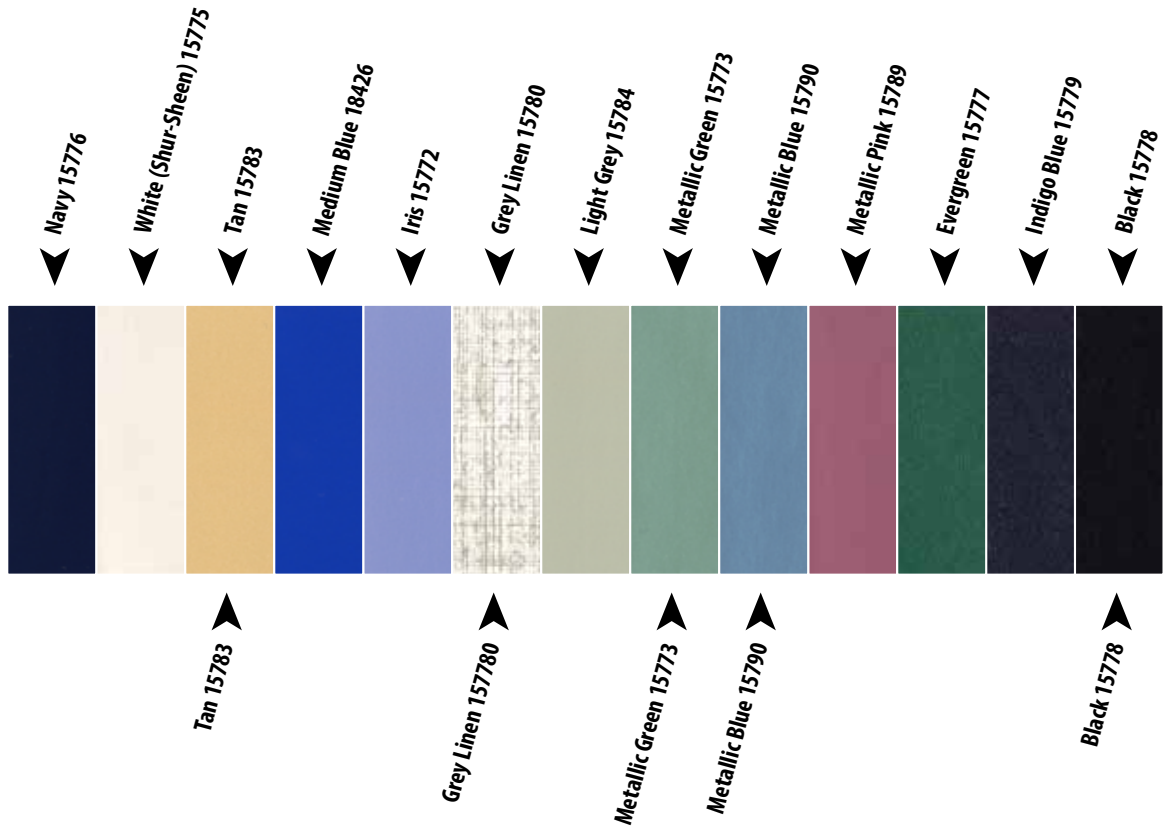 Navy 15776
White (Shur-Sheen) 15775
Tan 15783
Medium Blue 18426
Iris 15772
Grey Linen 15780
Light Grey 15784
Metallic Green 15773
Metallic Blue 15790
Metallic Pink 15789
Evergreen 15777
Indigo Blue 15779
Black 15778
Tan 15783
Grey Linen 157780
Metallic Green 15773
Metallic Blue 15790
Black 15778